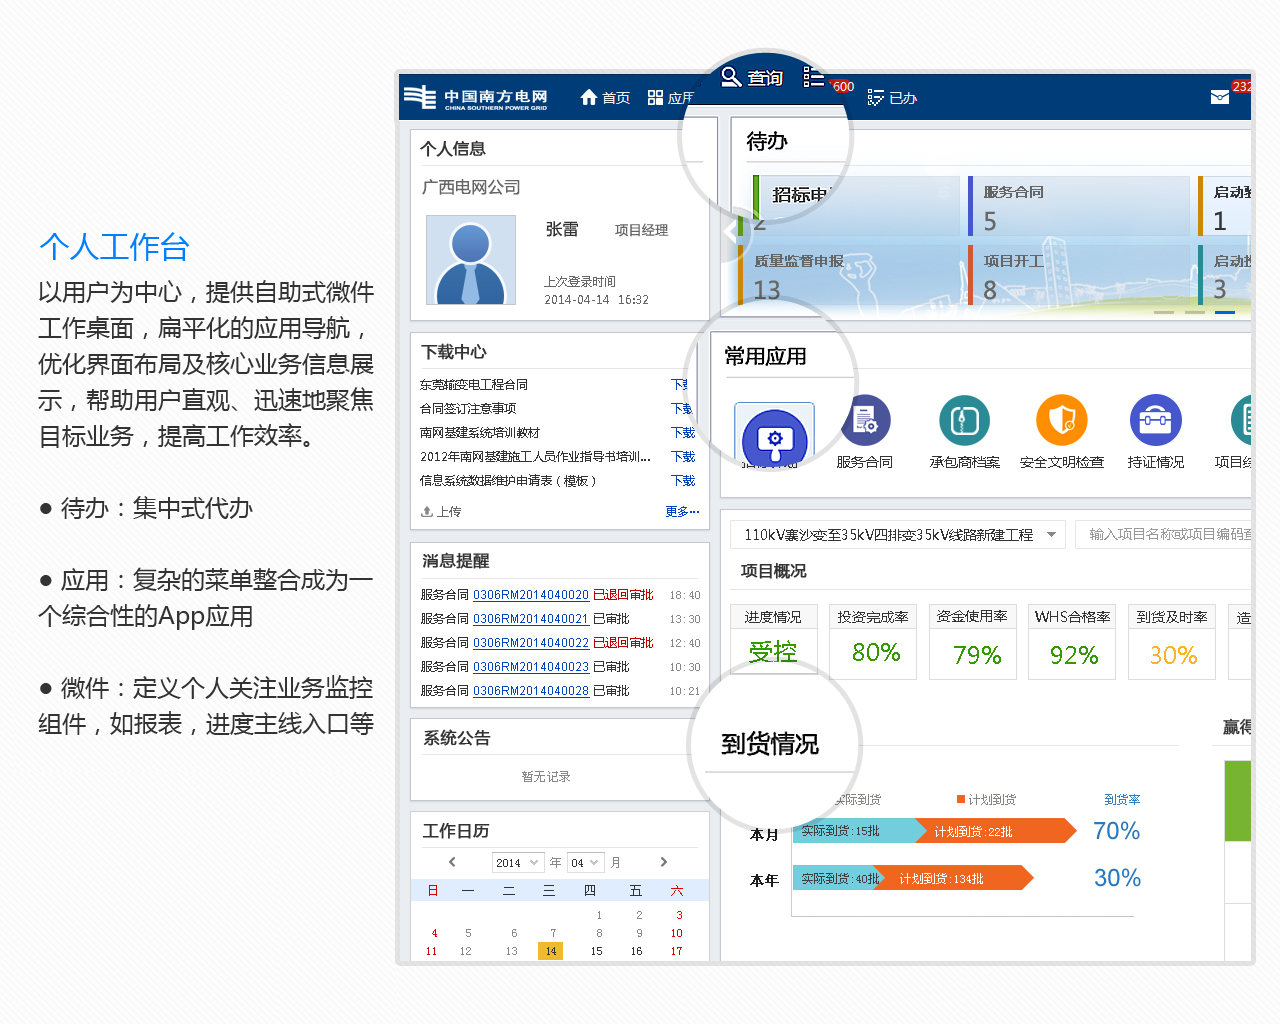 个人工作台
以用户为中心，提供自助式微件
工作桌面，扁平化的应用导航，
优化界面布局及核心业务信息展
示，帮助用户直观、迅速地聚焦
目标业务，提高工作效率。
● 待办：集中式代办
● 应用：复杂的菜单整合成为一
个综合性的App应用
● 微件：定义个人关注业务监控
组件，如报表，进度主线入口等
中国南方电网
CHINA SOUTHERN POWER GRID
首页
应用
查询
600
已办
232
个人信息
广西电网公司
张雷 项目经理
上次登录时间
2014-04-14 16:32
待办
招标申
2
服务合同
5
启动
1
质量监督申报
13
项目开工
8
启动投
3
下载中心
东莞输变电工程合同 下载
合同签订注意事项 下载
南网基建系统培训教材 下载
2012年南网基建施工人员作业指导书培训... 下载
信息系统数据维护申请表（模板） 下载
上传 更多···
常用应用
招标计划
服务合同
承包商档案
安全文明检查
持证情况
项目综
消息提醒
服务合同 0306RM2014040020 已退回审批 18:40
服务合同 0306RM2014040021 已审批 13:30
服务合同 0306RM2014040022 已退回审批 12:40
服务合同 0306RM2014040023 已审批 10:30
服务合同 0306RM2014040028 已审批 10:21
110kV寨沙变至35kV四排变35kV线路新建工程
输入项目名称或项目编码查
项目概况
进度情况 投资完成率 资金使用率 WHS合格率 到货及时率 造
受控 80% 79% 92% 30%
系统公告
暂无记录
到货情况
赢得
实际到货 计划到货 到货率
本月 实际到货:15批 计划到货:22批 70%
本年 实际到货:40批 计划到货:134批 30%
工作日历
2014 年 04 月
日 一 二 三 四 五 六
1 2 3
4 5 6 7 8 9 10
11 12 13 14 15 16 17